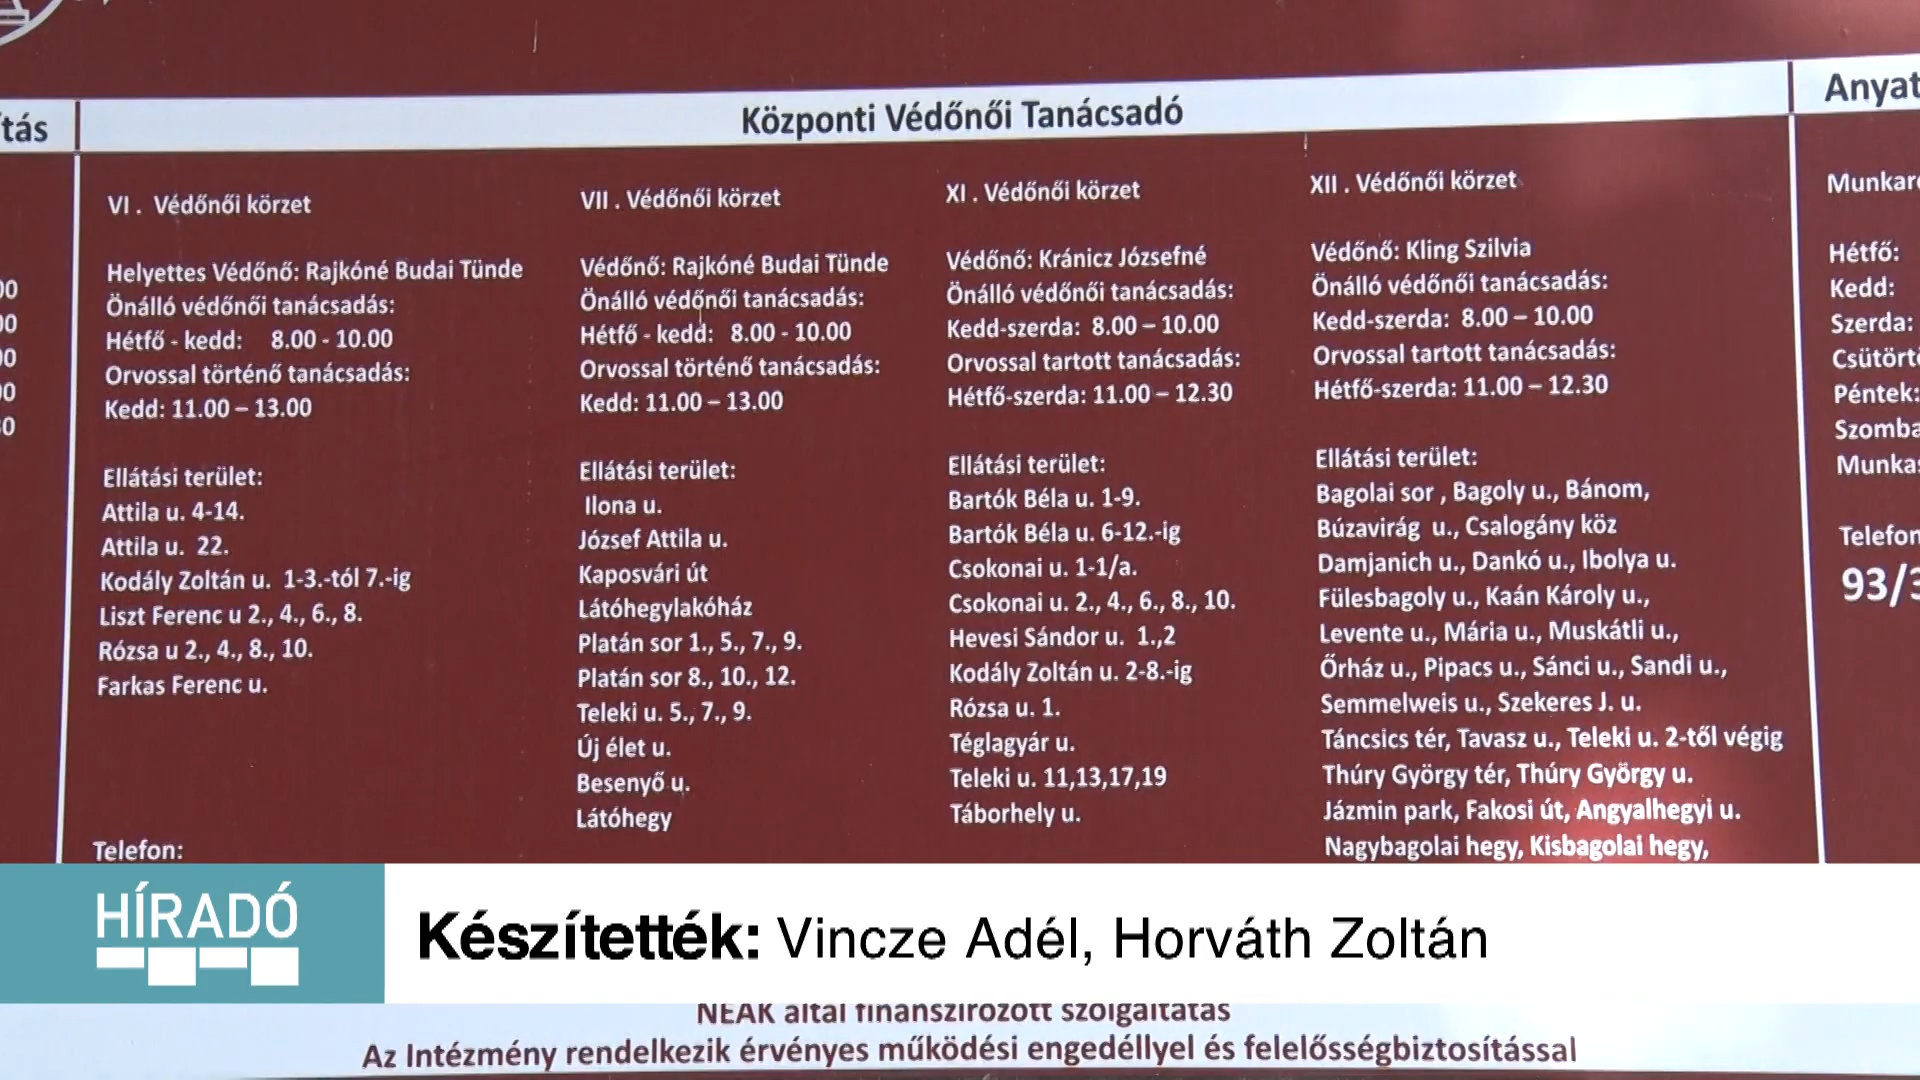 Központi Védőnői Tanácsadó
VI . Védőnői körzet
Helyettes Védőnő: Rajkóné Budai Tünde
Önálló védőnői tanácsadás:
Hétfő - kedd: 8.00 - 10.00
Orvossal történő tanácsadás:
Kedd: 11.00 – 13.00
Ellátási terület:
Attila u. 4-14.
Attila u. 22.
Kodály Zoltán u. 1-3.-tól 7.-ig
Liszt Ferenc u 2., 4., 6., 8.
Rózsa u 2., 4., 8., 10.
Farkas Ferenc u.
Telefon:
VII . Védőnői körzet
Védőnő: Rajkóné Budai Tünde
Önálló védőnői tanácsadás:
Hétfő - kedd: 8.00 - 10.00
Orvossal történő tanácsadás:
Kedd: 11.00 – 13.00
Ellátási terület:
Ilona u.
József Attila u.
Kaposvári út
Látóhegylakóház
Platán sor 1., 5., 7., 9.
Platán sor 8., 10., 12.
Teleki u. 5., 7., 9.
Új élet u.
Besenyő u.
Látóhegy
XI . Védőnői körzet
Védőnő: Kránicz Józsefné
Önálló védőnői tanácsadás:
Kedd-szerda: 8.00 – 10.00
Orvossal tartott tanácsadás:
Hétfő-szerda: 11.00 – 12.30
Ellátási terület:
Bartók Béla u. 1-9.
Bartók Béla u. 6-12.-ig
Csokonai u. 1-1/a.
Csokonai u. 2., 4., 6., 8., 10.
Hevesi Sándor u. 1.,2
Kodály Zoltán u. 2-8.-ig
Rózsa u. 1.
Téglagyár u.
Teleki u. 11,13,17,19
Táborhely u.
XII . Védőnői körzet
Védőnő: Kling Szilvia
Önálló védőnői tanácsadás:
Kedd-szerda: 8.00 – 10.00
Orvossal tartott tanácsadás:
Hétfő-szerda: 11.00 – 12.30
Ellátási terület:
Bagolai sor , Bagoly u., Bánom,
Búzavirág u., Csalogány köz
Damjanich u., Dankó u., Ibolya u.
Fülesbagoly u., Kaán Károly u.,
Levente u., Mária u., Muskátli u.,
Őrház u., Pipacs u., Sánci u., Sandi u.,
Semmelweis u., Szekeres J. u.
Táncsics tér, Tavasz u., Teleki u. 2-től végig
Thúry György tér, Thúry György u.
Jázmin park, Fakosi út, Angyalhegyi u.
Nagybagolai hegy, Kisbagolai hegy,
Hétfő:
Kedd:
Szerda:
Péntek:
93/3
HÍRADÓ
Készítették: Vincze Adél, Horváth Zoltán
NEAK által finanszírozott szolgáltatás
Az Intézmény rendelkezik érvényes működési engedéllyel és felelősségbiztosítással